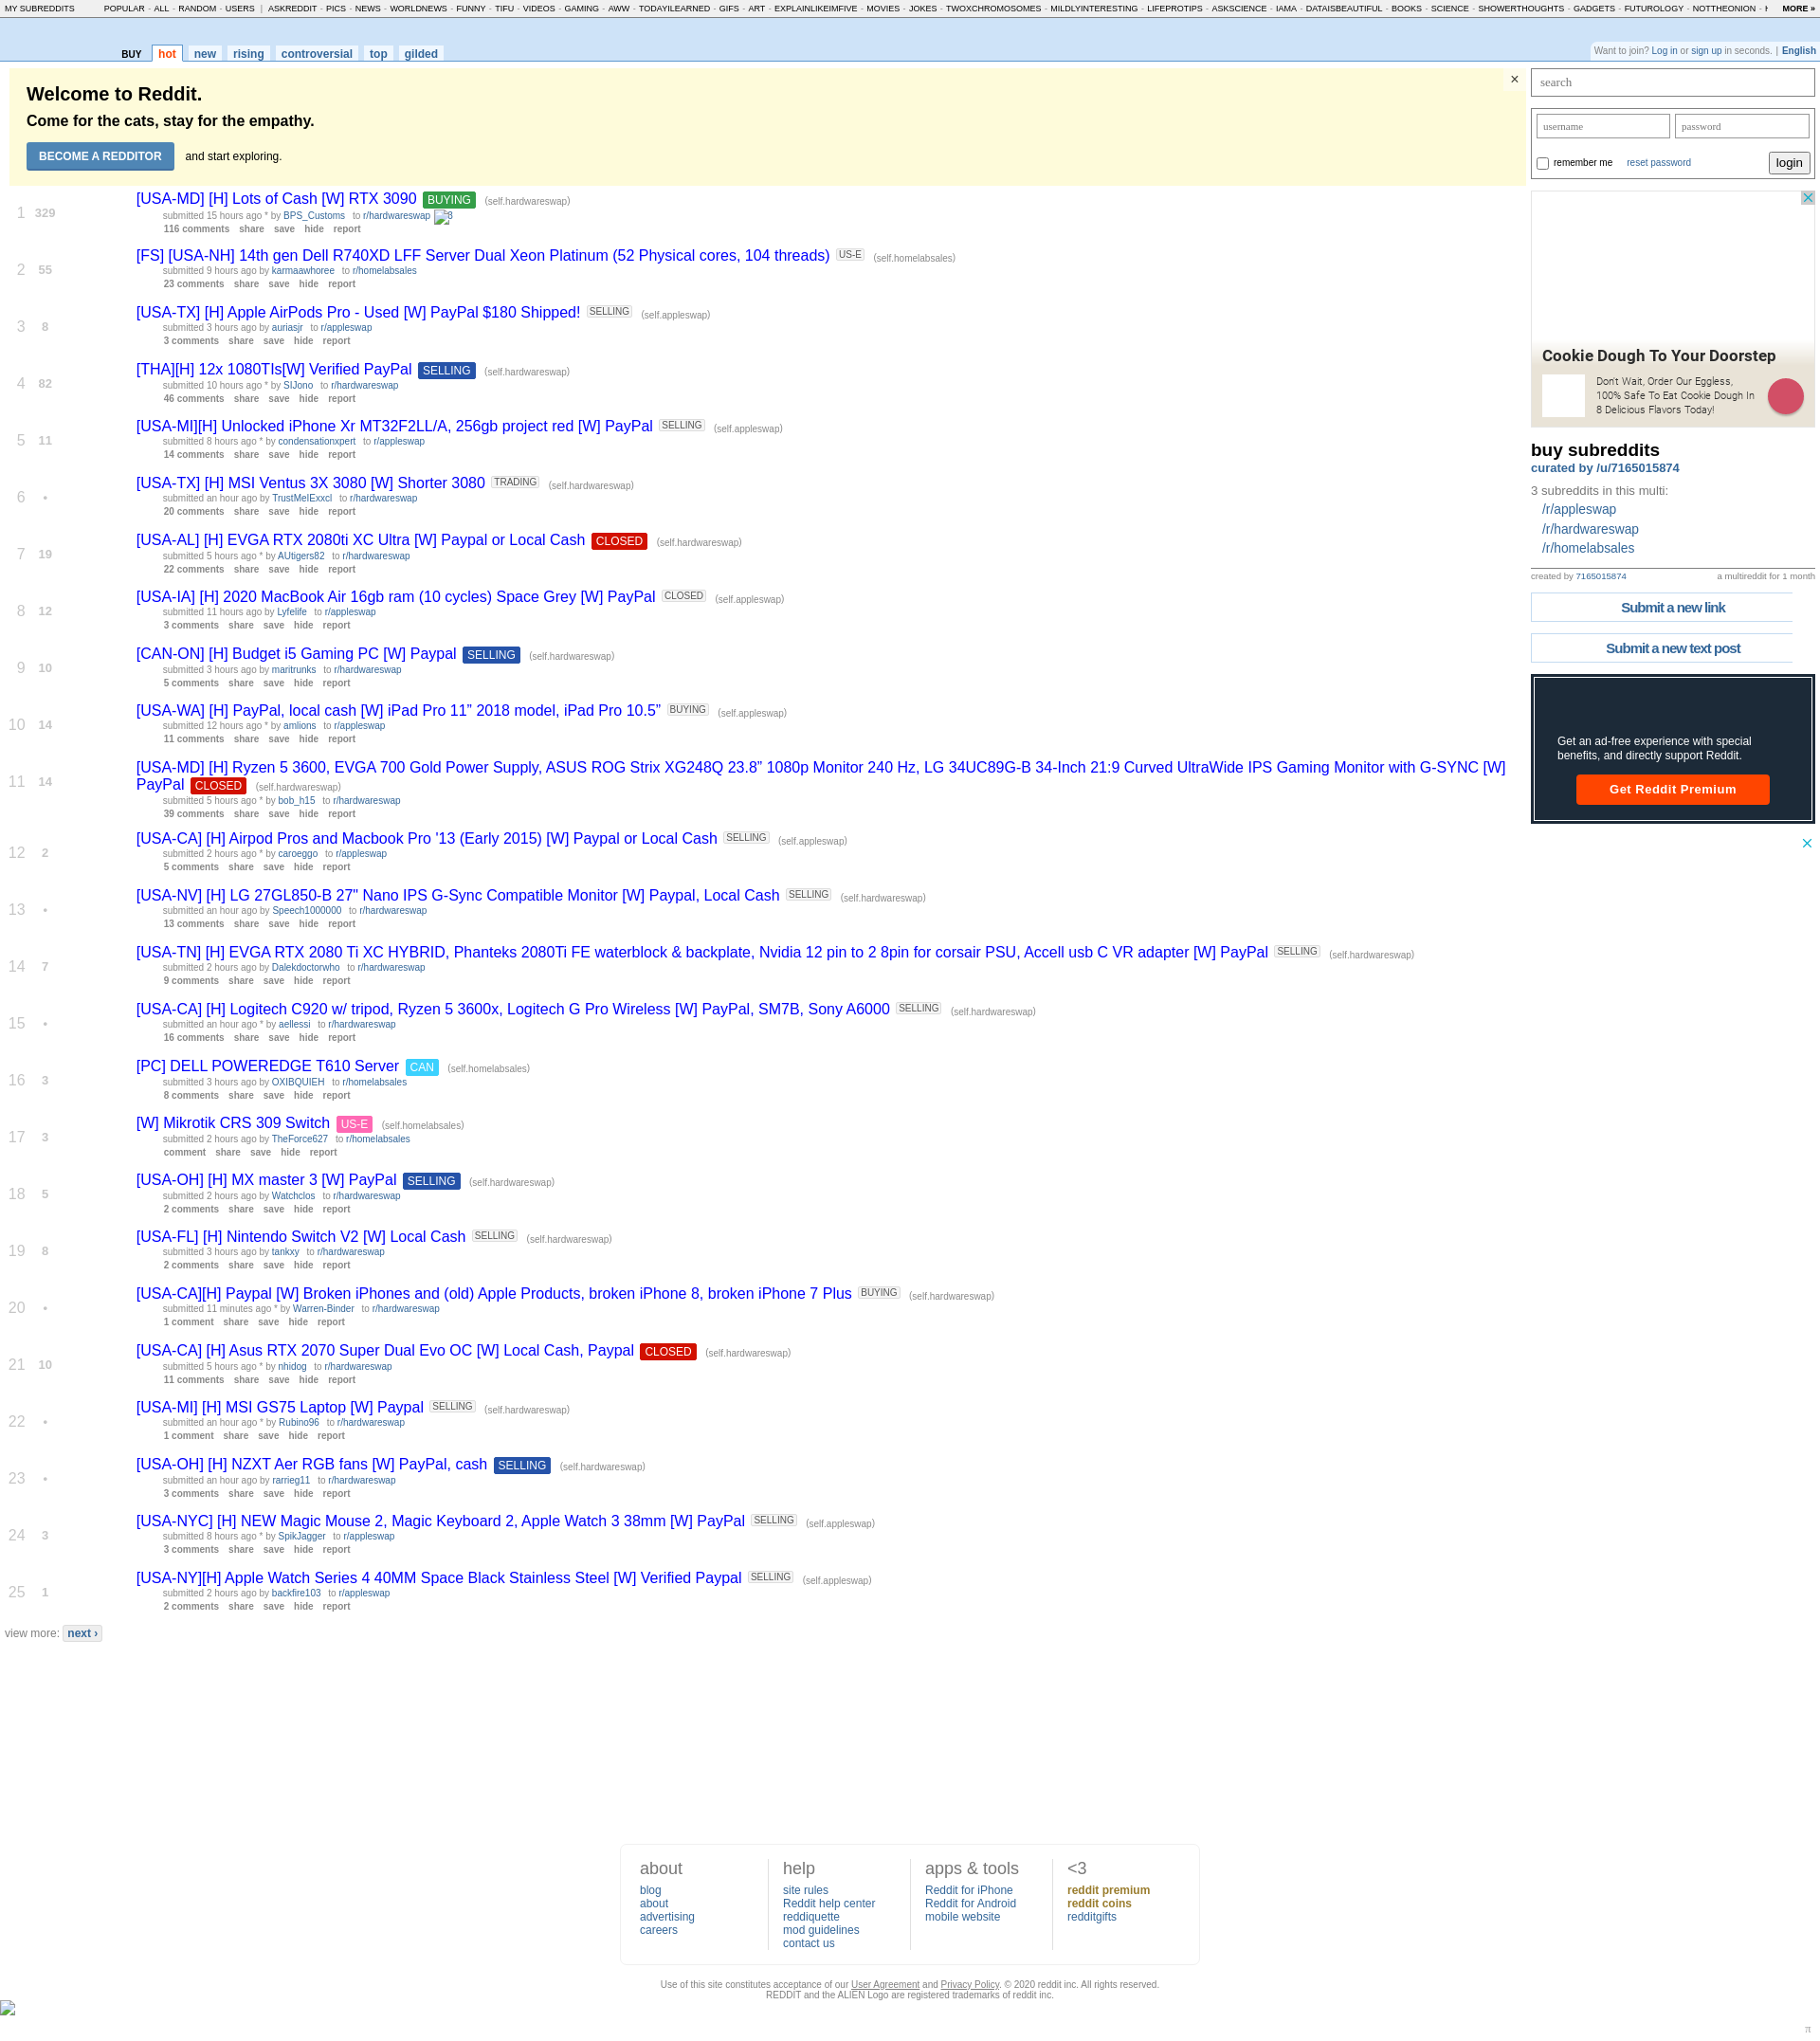 MY SUBREDDITS POPULAR - ALL - RANDOM - USERS | ASKREDDIT - PICS - NEWS - WORLDNEWS - FUNNY - TIFU - VIDEOS - GAMING - AWW - TODAYILEARNED - GIFS - ART - EXPLAINLIKEIMFIVE - MOVIES - JOKES - TWOXCHROMOSOMES - MILDLYINTERESTING - LIFEPROTIPS - ASKSCIENCE - IAMA - DATAISBEAUTIFUL - BOOKS - SCIENCE - SHOWERTHOUGHTS - GADGETS - FUTUROLOGY - NOTTHEONION - MORE »
BUY hot new rising controversial top gilded
Want to join? Log in or sign up in seconds. | English
Welcome to Reddit.
Come for the cats, stay for the empathy.
BECOME A REDDITOR and start exploring.
×
1 329 [USA-MD] [H] Lots of Cash [W] RTX 3090 BUYING (self.hardwareswap)
submitted 15 hours ago * by BPS_Customs to r/hardwareswap 8
116 comments share save hide report
2 55 [FS] [USA-NH] 14th gen Dell R740XD LFF Server Dual Xeon Platinum (52 Physical cores, 104 threads) US-E (self.homelabsales)
submitted 9 hours ago by karmaawhoree to r/homelabsales
23 comments share save hide report
3 8 [USA-TX] [H] Apple AirPods Pro - Used [W] PayPal $180 Shipped! SELLING (self.appleswap)
submitted 3 hours ago by auriasjr to r/appleswap
3 comments share save hide report
4 82 [THA][H] 12x 1080TIs[W] Verified PayPal SELLING (self.hardwareswap)
submitted 10 hours ago * by SIJono to r/hardwareswap
46 comments share save hide report
5 11 [USA-MI][H] Unlocked iPhone Xr MT32F2LL/A, 256gb project red [W] PayPal SELLING (self.appleswap)
submitted 8 hours ago * by condensationxpert to r/appleswap
14 comments share save hide report
6 • [USA-TX] [H] MSI Ventus 3X 3080 [W] Shorter 3080 TRADING (self.hardwareswap)
submitted an hour ago by TrustMeIExxcl to r/hardwareswap
20 comments share save hide report
7 19 [USA-AL] [H] EVGA RTX 2080ti XC Ultra [W] Paypal or Local Cash CLOSED (self.hardwareswap)
submitted 5 hours ago * by AUtigers82 to r/hardwareswap
22 comments share save hide report
8 12 [USA-IA] [H] 2020 MacBook Air 16gb ram (10 cycles) Space Grey [W] PayPal CLOSED (self.appleswap)
submitted 11 hours ago by Lyfelife to r/appleswap
3 comments share save hide report
9 10 [CAN-ON] [H] Budget i5 Gaming PC [W] Paypal SELLING (self.hardwareswap)
submitted 3 hours ago by maritrunks to r/hardwareswap
5 comments share save hide report
10 14 [USA-WA] [H] PayPal, local cash [W] iPad Pro 11” 2018 model, iPad Pro 10.5” BUYING (self.appleswap)
submitted 12 hours ago * by amlions to r/appleswap
11 comments share save hide report
11 14 [USA-MD] [H] Ryzen 5 3600, EVGA 700 Gold Power Supply, ASUS ROG Strix XG248Q 23.8” 1080p Monitor 240 Hz, LG 34UC89G-B 34-Inch 21:9 Curved UltraWide IPS Gaming Monitor with G-SYNC [W]
PayPal CLOSED (self.hardwareswap)
submitted 5 hours ago * by bob_h15 to r/hardwareswap
39 comments share save hide report
12 2 [USA-CA] [H] Airpod Pros and Macbook Pro '13 (Early 2015) [W] Paypal or Local Cash SELLING (self.appleswap)
submitted 2 hours ago * by caroeggo to r/appleswap
5 comments share save hide report
13 • [USA-NV] [H] LG 27GL850-B 27" Nano IPS G-Sync Compatible Monitor [W] Paypal, Local Cash SELLING (self.hardwareswap)
submitted an hour ago by Speech1000000 to r/hardwareswap
13 comments share save hide report
14 7 [USA-TN] [H] EVGA RTX 2080 Ti XC HYBRID, Phanteks 2080Ti FE waterblock & backplate, Nvidia 12 pin to 2 8pin for corsair PSU, Accell usb C VR adapter [W] PayPal SELLING (self.hardwareswap)
submitted 2 hours ago by Dalekdoctorwho to r/hardwareswap
9 comments share save hide report
15 • [USA-CA] [H] Logitech C920 w/ tripod, Ryzen 5 3600x, Logitech G Pro Wireless [W] PayPal, SM7B, Sony A6000 SELLING (self.hardwareswap)
submitted an hour ago * by aellessi to r/hardwareswap
16 comments share save hide report
16 3 [PC] DELL POWEREDGE T610 Server CAN (self.homelabsales)
submitted 3 hours ago by OXIBQUIEH to r/homelabsales
8 comments share save hide report
17 3 [W] Mikrotik CRS 309 Switch US-E (self.homelabsales)
submitted 2 hours ago by TheForce627 to r/homelabsales
comment share save hide report
18 5 [USA-OH] [H] MX master 3 [W] PayPal SELLING (self.hardwareswap)
submitted 2 hours ago by Watchclos to r/hardwareswap
2 comments share save hide report
19 8 [USA-FL] [H] Nintendo Switch V2 [W] Local Cash SELLING (self.hardwareswap)
submitted 3 hours ago by tankxy to r/hardwareswap
2 comments share save hide report
20 • [USA-CA][H] Paypal [W] Broken iPhones and (old) Apple Products, broken iPhone 8, broken iPhone 7 Plus BUYING (self.hardwareswap)
submitted 11 minutes ago * by Warren-Binder to r/hardwareswap
1 comment share save hide report
21 10 [USA-CA] [H] Asus RTX 2070 Super Dual Evo OC [W] Local Cash, Paypal CLOSED (self.hardwareswap)
submitted 5 hours ago * by nhidog to r/hardwareswap
11 comments share save hide report
22 • [USA-MI] [H] MSI GS75 Laptop [W] Paypal SELLING (self.hardwareswap)
submitted an hour ago * by Rubino96 to r/hardwareswap
1 comment share save hide report
23 • [USA-OH] [H] NZXT Aer RGB fans [W] PayPal, cash SELLING (self.hardwareswap)
submitted an hour ago by rarrieg11 to r/hardwareswap
3 comments share save hide report
24 3 [USA-NYC] [H] NEW Magic Mouse 2, Magic Keyboard 2, Apple Watch 3 38mm [W] PayPal SELLING (self.appleswap)
submitted 8 hours ago * by SpikJagger to r/appleswap
3 comments share save hide report
25 1 [USA-NY][H] Apple Watch Series 4 40MM Space Black Stainless Steel [W] Verified Paypal SELLING (self.appleswap)
submitted 2 hours ago by backfire103 to r/appleswap
2 comments share save hide report
view more: next ›
search
username password
remember me reset password login
Cookie Dough To Your Doorstep
Don't Wait, Order Our Eggless,
100% Safe To Eat Cookie Dough In
8 Delicious Flavors Today!
buy subreddits
curated by /u/7165015874
3 subreddits in this multi:
/r/appleswap
/r/hardwareswap
/r/homelabsales
created by 7165015874 a multireddit for 1 month
Submit a new link
Submit a new text post
Get an ad-free experience with special
benefits, and directly support Reddit.
Get Reddit Premium
about
blog
about
advertising
careers
help
site rules
Reddit help center
reddiquette
mod guidelines
contact us
apps & tools
Reddit for iPhone
Reddit for Android
mobile website
<3
reddit premium
reddit coins
redditgifts
Use of this site constitutes acceptance of our User Agreement and Privacy Policy. © 2020 reddit inc. All rights reserved.
REDDIT and the ALIEN Logo are registered trademarks of reddit inc.
π